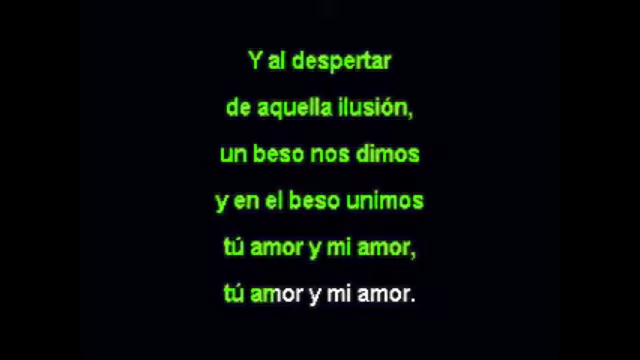 Y al despertar
de aquella ilusión,
un beso nos dimos
y en el beso unimos
tú amor y mi amor,
tú amor y mi amor.